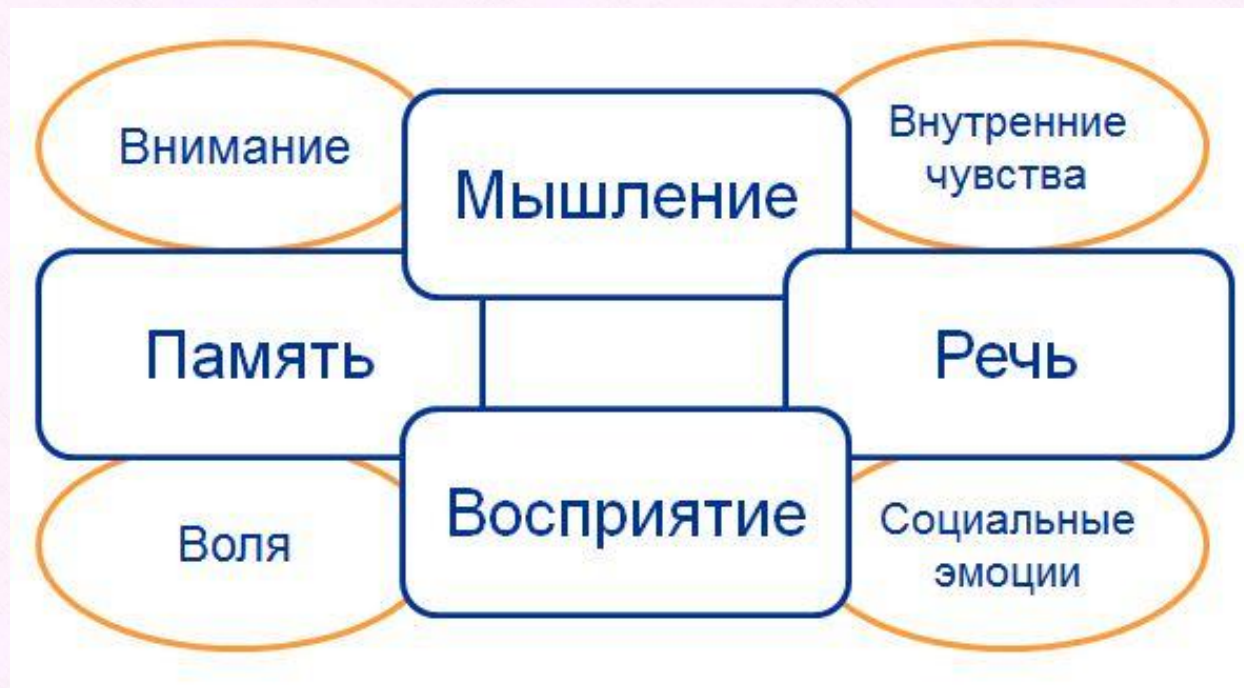 Внимание
Мышление
Внутренние
чувства
Память
Речь
Воля
Восприятие
Социальные
эмоции